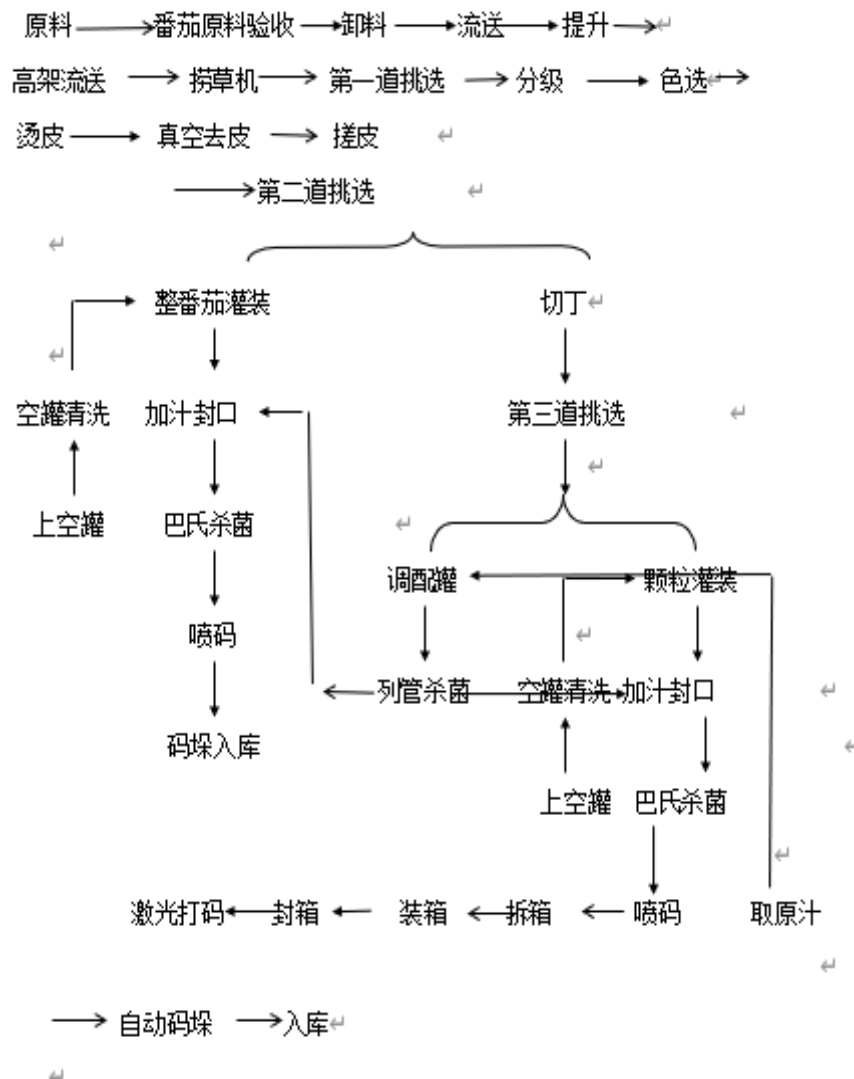 原料 番茄原料验收 卸料 流送 提升
高架流送 捞草机 第一道挑选 分级 色选
烫皮 真空去皮 搓皮
第二道挑选
整番茄灌装 切丁
空罐清洗 加汁封口 第三道挑选
上空罐 巴氏杀菌
调配罐 颗粒灌装
喷码
列管杀菌 空罐清洗 加汁封口
码垛入库
上空罐 巴氏杀菌
激光打码 封箱 装箱 拆箱 喷码 取原汁
自动码垛 入库